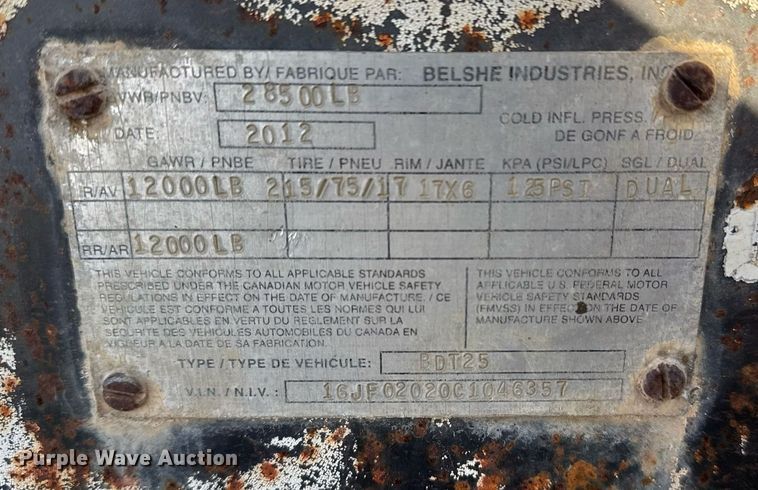 MANUFACTURED BY/ FABRIQUE PAR: BELSHE INDUSTRIES, INC
VWR/PNBV: 28500LB
DATE: 2012
COLD INFL. PRESS. /
DE GONF A FROID
GAWR / PNBE TIRE / PNEU RIM / JANTE KPA (PSI/LPC) SGL / DUAL
R/AV 12000LB 215/75/17 17X6 125PSI DUAL
RR/AR 12000LB
THIS VEHICLE CONFORMS TO ALL APPLICABLE STANDARDS
PRESCRIBED UNDER THE CANADIAN MOTOR VEHICLE SAFETY
REGULATIONS IN EFFECT ON THE DATE OF MANUFACTURE. / CE
VEHICULE EST CONFORME A TOUTES LES NORMES QUI LUI
SONT APPLICABLES EN VERTU DU REGLEMENT SUR LA
SECURITE DES VEHICULES AUTOMOBILES DU CANADA EN
VIGUEUR A LA DATE DE SA FABRICATION.
THIS VEHICLE CONFORMS TO ALL
APPLICABLE U.S. FEDERAL MOTOR
VEHICLE SAFETY STANDARDS
(FMVSS) IN EFFECT ON THE DATE OF
MANUFACTURE SHOWN ABOVE
TYPE / TYPE DE VEHICULE: BDT25
V.I.N. / N.I.V. : 16JF02020C1046357
Purple Wave Auction